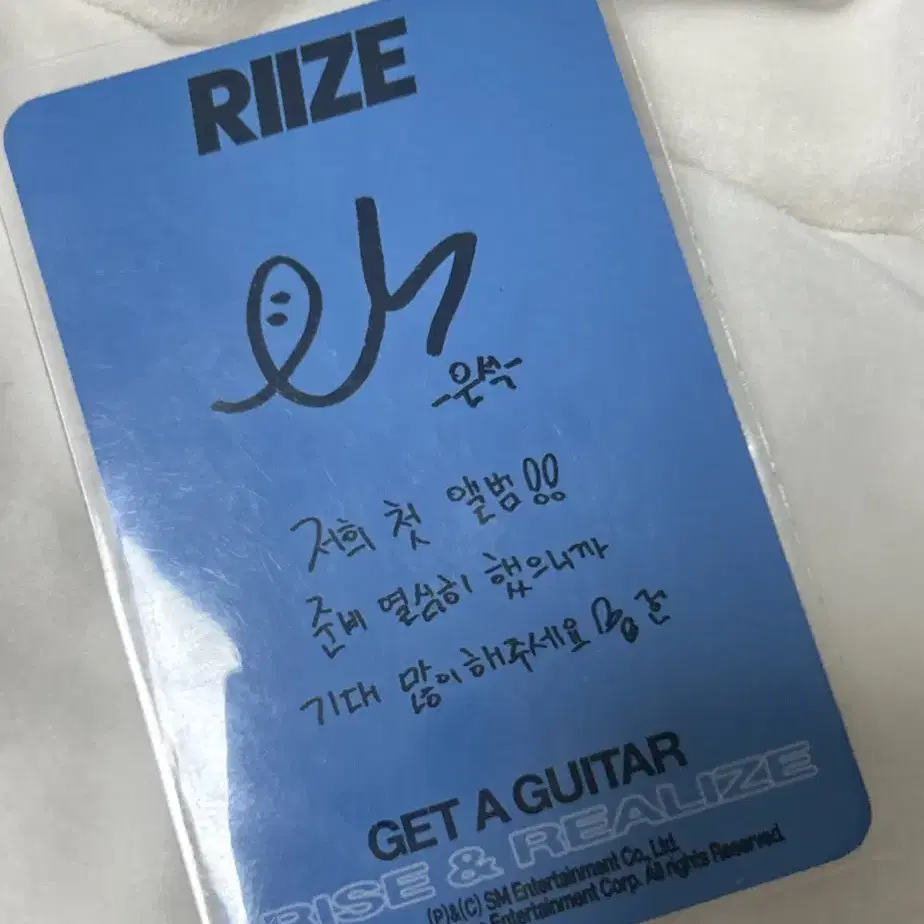 RIIZE
-은석-
저희 첫 앨범!!
준비 열심히 했으니까
기대 많이해주세요
GET A GUITAR
RISE & REALIZE
(P)&(C) SM Entertainment Co., Ltd.
Entertainment Corp. All rights Reserved.